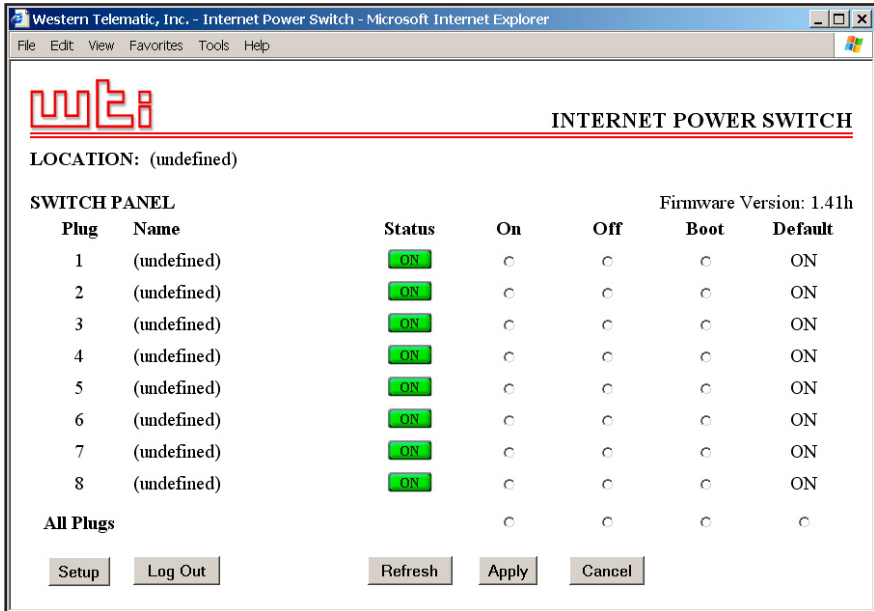 Western Telematic, Inc. - Internet Power Switch - Microsoft Internet Explorer
File Edit View Favorites Tools Help
wti
INTERNET POWER SWITCH
LOCATION: (undefined)
SWITCH PANEL Firmware Version: 1.41h
Plug Name Status On Off Boot Default
1 (undefined) ON ON
2 (undefined) ON ON
3 (undefined) ON ON
4 (undefined) ON ON
5 (undefined) ON ON
6 (undefined) ON ON
7 (undefined) ON ON
8 (undefined) ON ON
All Plugs
Setup Log Out Refresh Apply Cancel